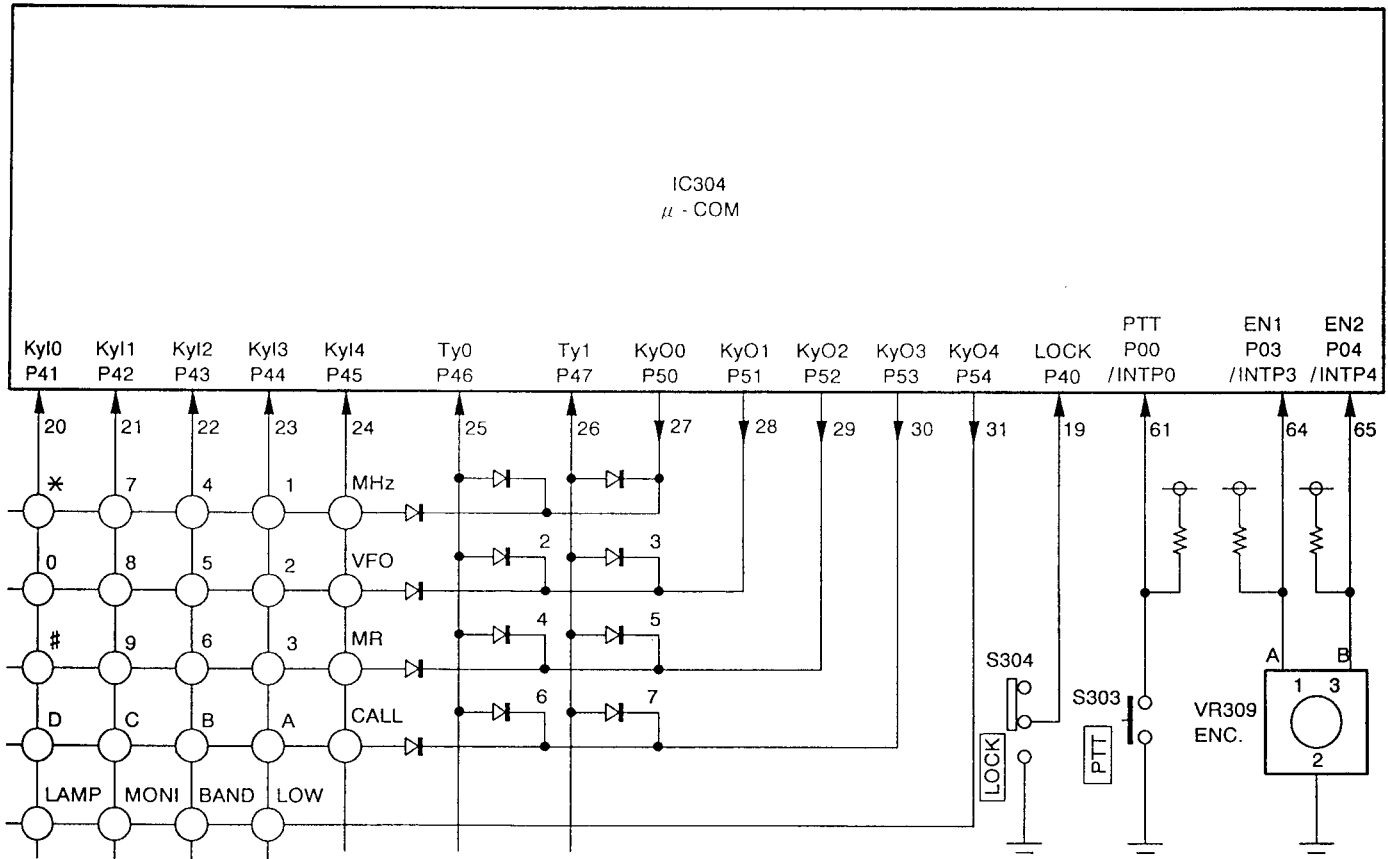 IC304
μ - COM
KyI0 KyI1 KyI2 KyI3 KyI4 Ty0 Ty1 KyO0 KyO1 KyO2 KyO3 KyO4 LOCK PTT EN1 EN2
P41 P42 P43 P44 P45 P46 P47 P50 P51 P52 P53 P54 P40 P00 P03 P04
/INTP0 /INTP3 /INTP4
20 21 22 23 24 25 26 27 28 29 30 31 19 61 64 65
* 7 4 1 MHz
0 8 5 2 VFO 2 3
# 9 6 3 MR 4 5
D C B A CALL 6 7
LAMP MONI BAND LOW
S304
LOCK
S303
PTT
A B
1 3
VR309
ENC.
2